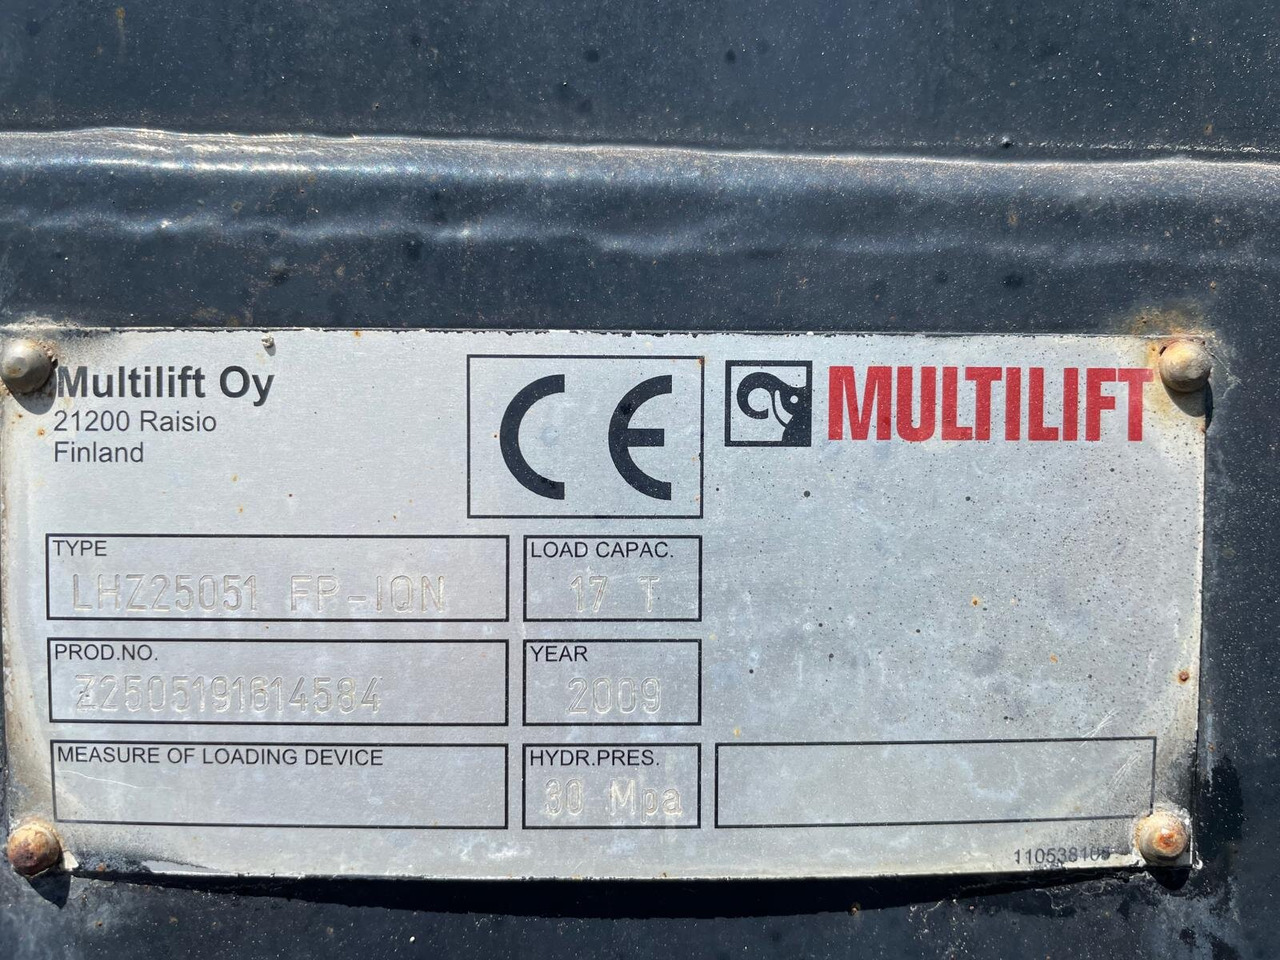 Multilift Oy
21200 Raisio
Finland
CE
MULTILIFT
TYPE
LHZ25051 FP-IQN
LOAD CAPAC.
17 T
PROD.NO.
Z2505191614584
YEAR
2009
MEASURE OF LOADING DEVICE
HYDR.PRES.
30 Mpa